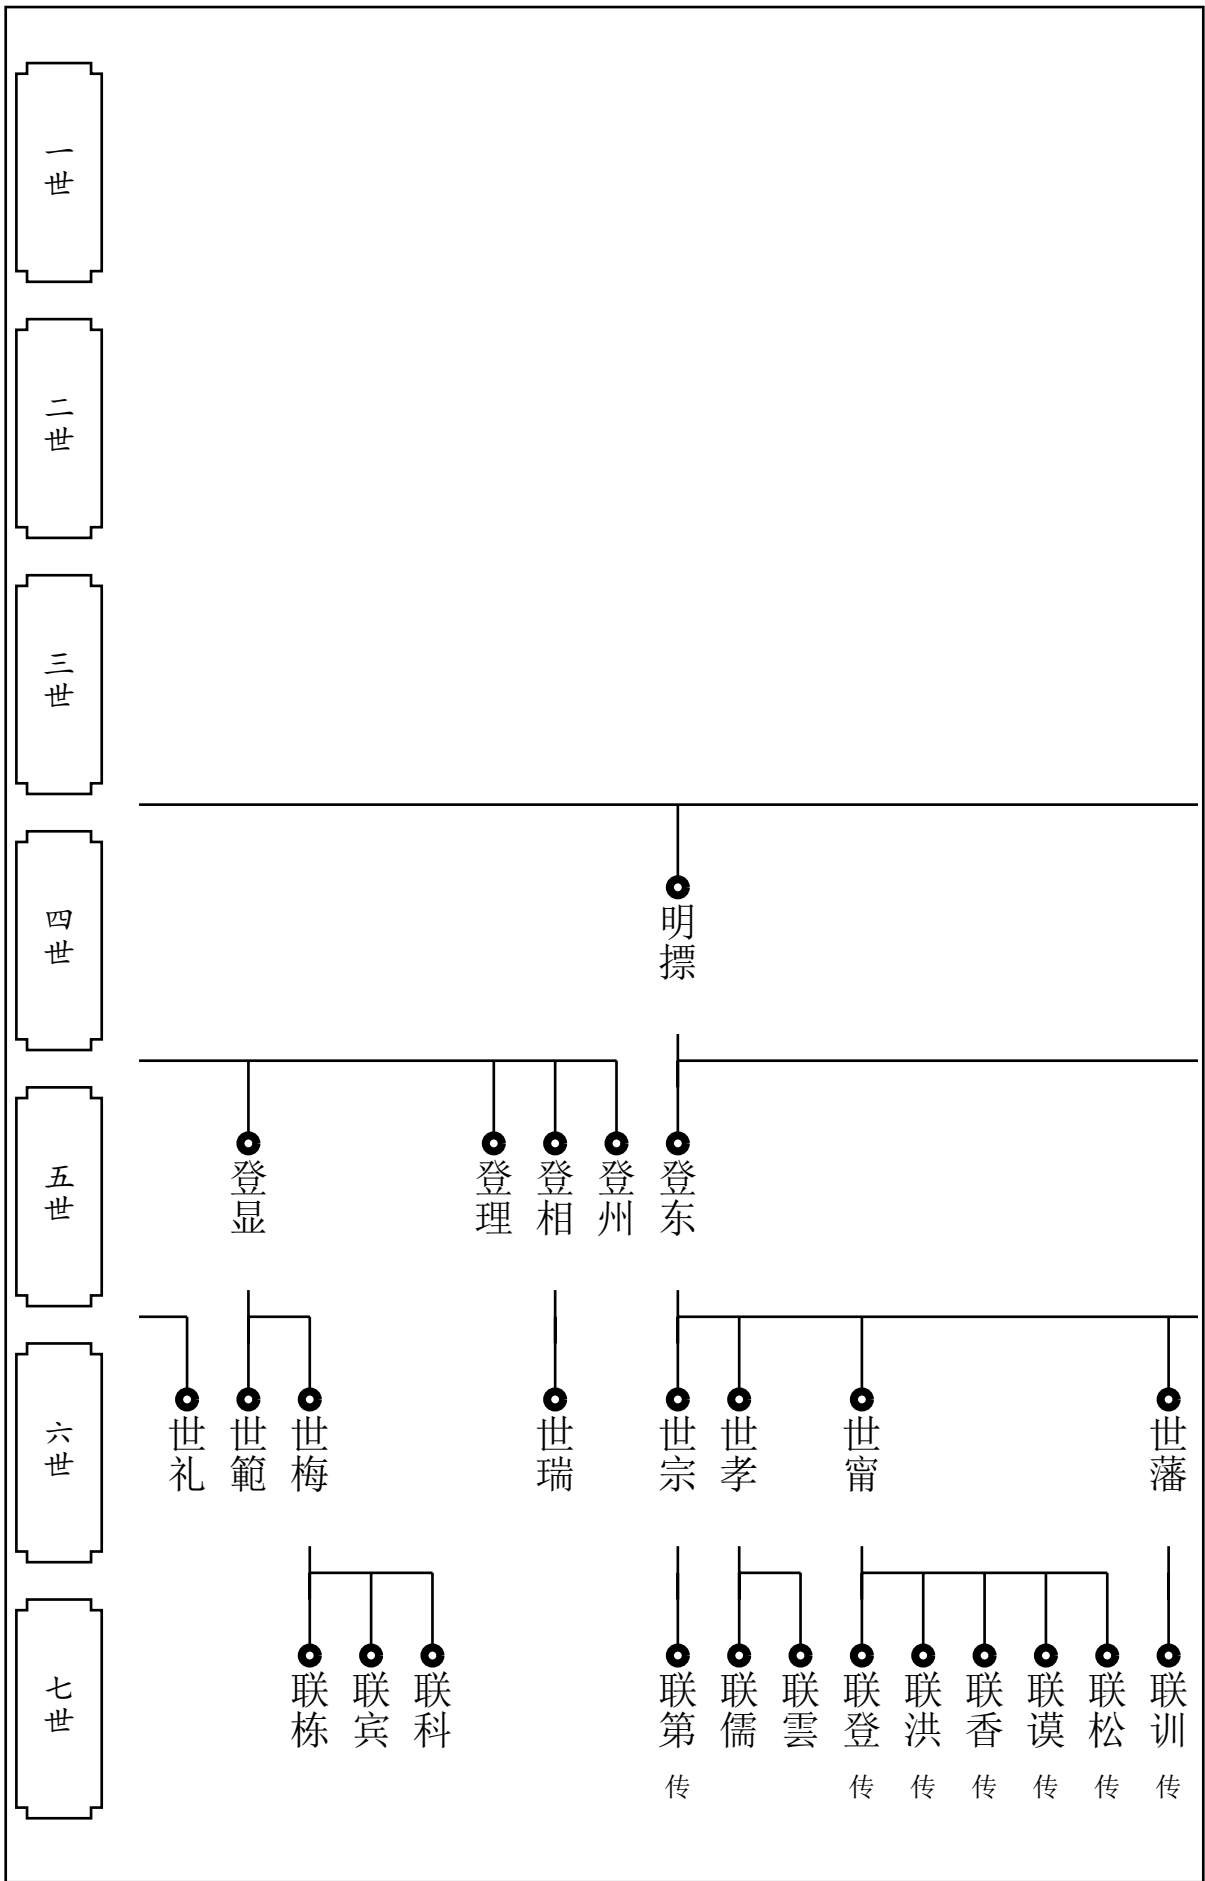 一世
二世
三世
四世
五世
六世
七世
明摽
登显
登理
登相
登州
登东
世礼
世範
世梅
世瑞
世宗
世孝
世甯
世藩
联栋
联宾
联科
联第
传
联儒
联雲
联登
传
联洪
传
联香
传
联谟
传
联松
传
联训
传